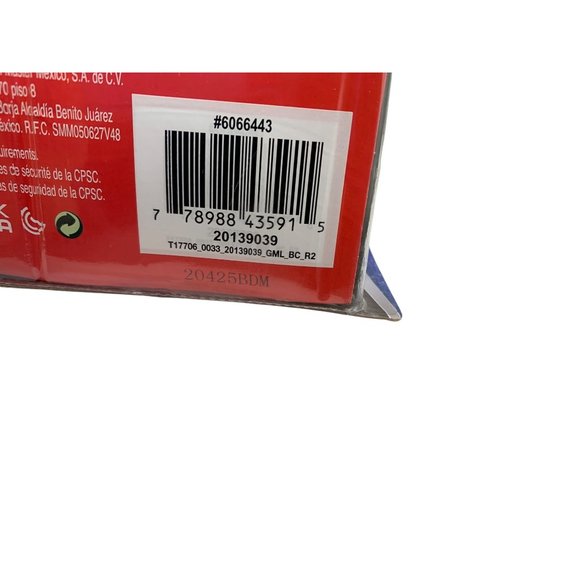 Master México, S.A. de C.V.
70 piso 8
Borja Alcaldía Benito Juárez
éxico. R.F.C. SMM050627V48
uirements!.
es de sécurité de la CPSC.
as de seguridad de la CPSC.
#6066443
7 78988 43591 5
20139039
T17706_0033_20139039_GML_BC_R2
20425BDM